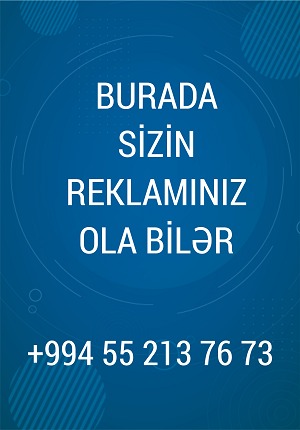 BURADA
SİZİN
REKLAMINIZ
OLA BİLƏR
+994 55 213 76 73